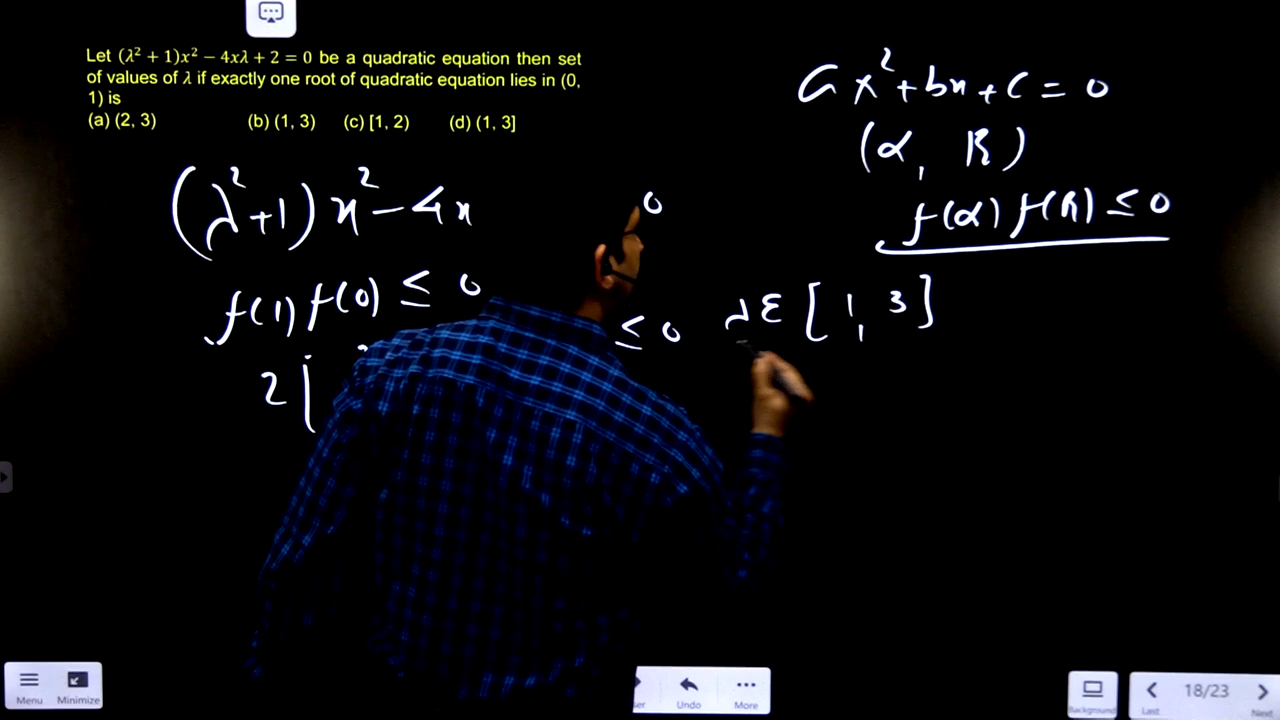 Let (λ² + 1)x² − 4xλ + 2 = 0 be a quadratic equation then set
of values of λ if exactly one root of quadratic equation lies in (0,
1) is
(a) (2, 3) (b) (1, 3) (c) [1, 2) (d) (1, 3]
(λ²+1)x²−4x 0
f(1) f(0) ≤ 0
≤ 0
2
ax²+bx+c = 0
(α, β)
f(α) f(β) ≤ 0
λ ∈ [1, 3]
Menu
Minimize
Undo
More
Background
18/23
Last
Next